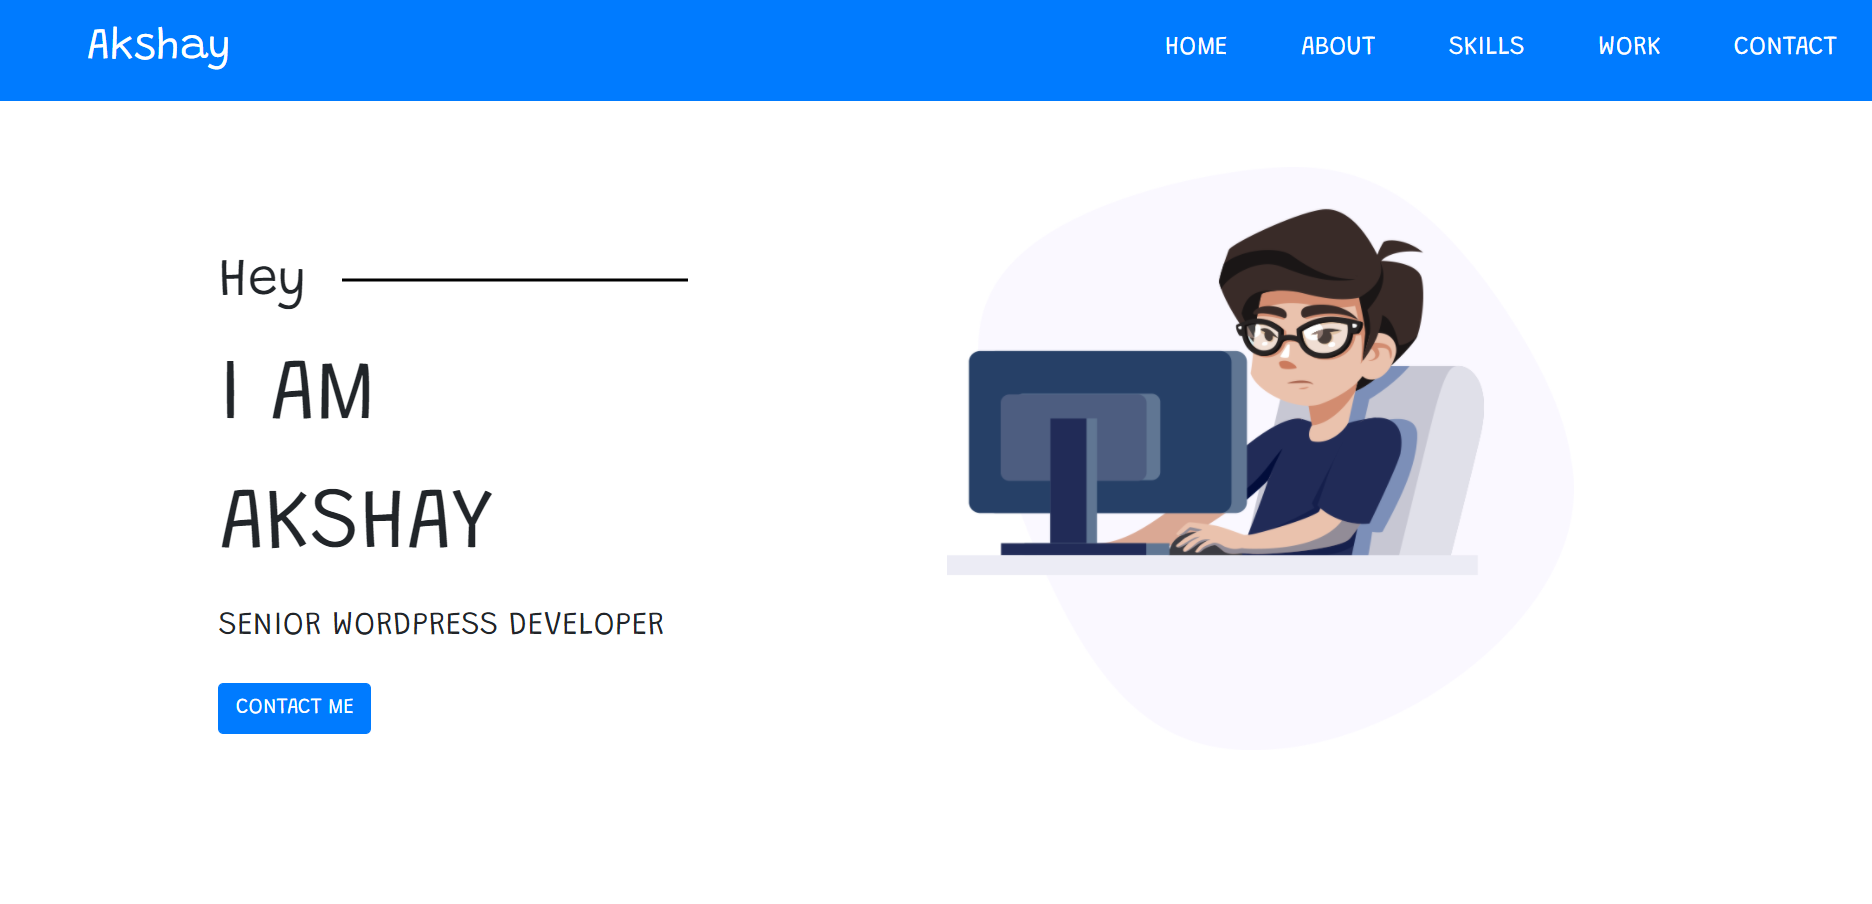 Akshay
HOME ABOUT SKILLS WORK CONTACT
Hey
I AM
AKSHAY
SENIOR WORDPRESS DEVELOPER
CONTACT ME